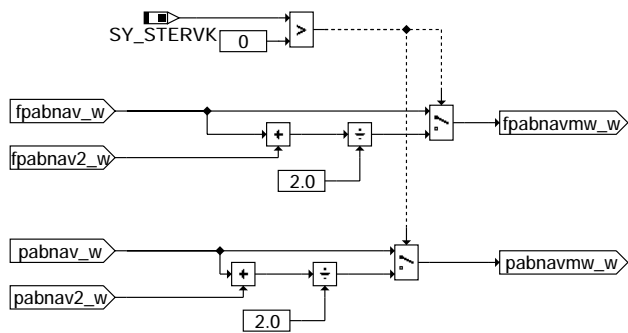 SY_STERVK
0
>
fpabnav_w
fpabnavmw_w
+
÷
fpabnav2_w
2.0
pabnav_w
pabnavmw_w
+
÷
pabnav2_w
2.0